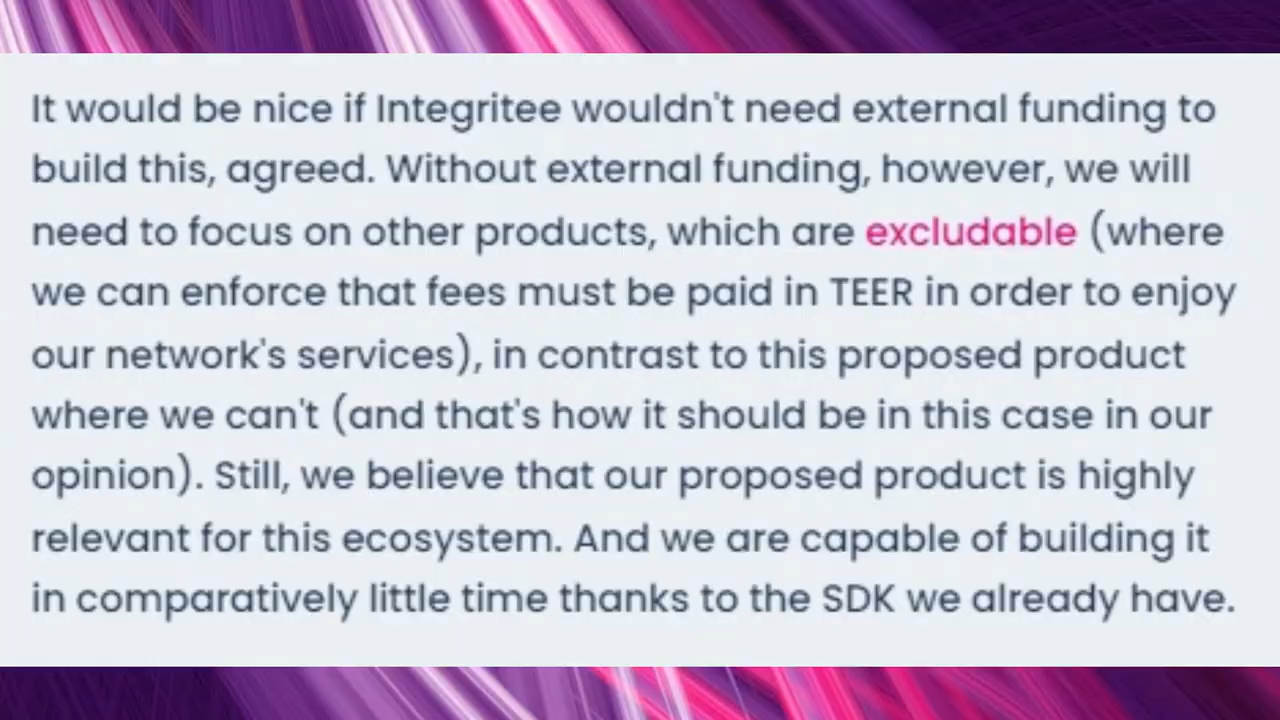 It would be nice if Integritee wouldn't need external funding to
build this, agreed. Without external funding, however, we will
need to focus on other products, which are excludable (where
we can enforce that fees must be paid in TEER in order to enjoy
our network's services), in contrast to this proposed product
where we can't (and that's how it should be in this case in our
opinion). Still, we believe that our proposed product is highly
relevant for this ecosystem. And we are capable of building it
in comparatively little time thanks to the SDK we already have.